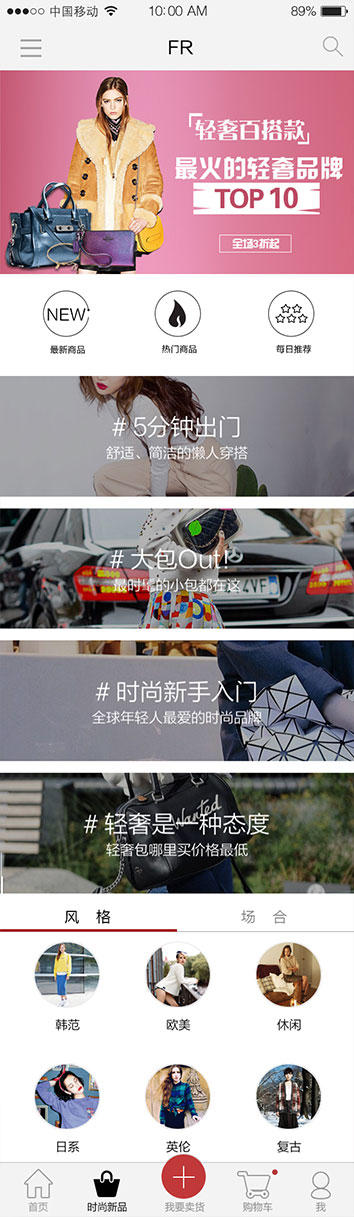 中国移动 10:00 AM 89%
FR
「轻奢百搭款」
最火的轻奢品牌
TOP 10
全场3折起
NEW
最新商品 热门商品 每日推荐
# 5分钟出门
舒适、简洁的懒人穿搭
# 大包Out!
最时髦的小包都在这
# 时尚新手入门
全球年轻人最爱的时尚品牌
Wanted
# 轻奢是一种态度
轻奢包哪里买价格最低
风 格 场 合
韩范 欧美 休闲
日系 英伦 复古
首页 时尚新品 我要卖货 购物车 我